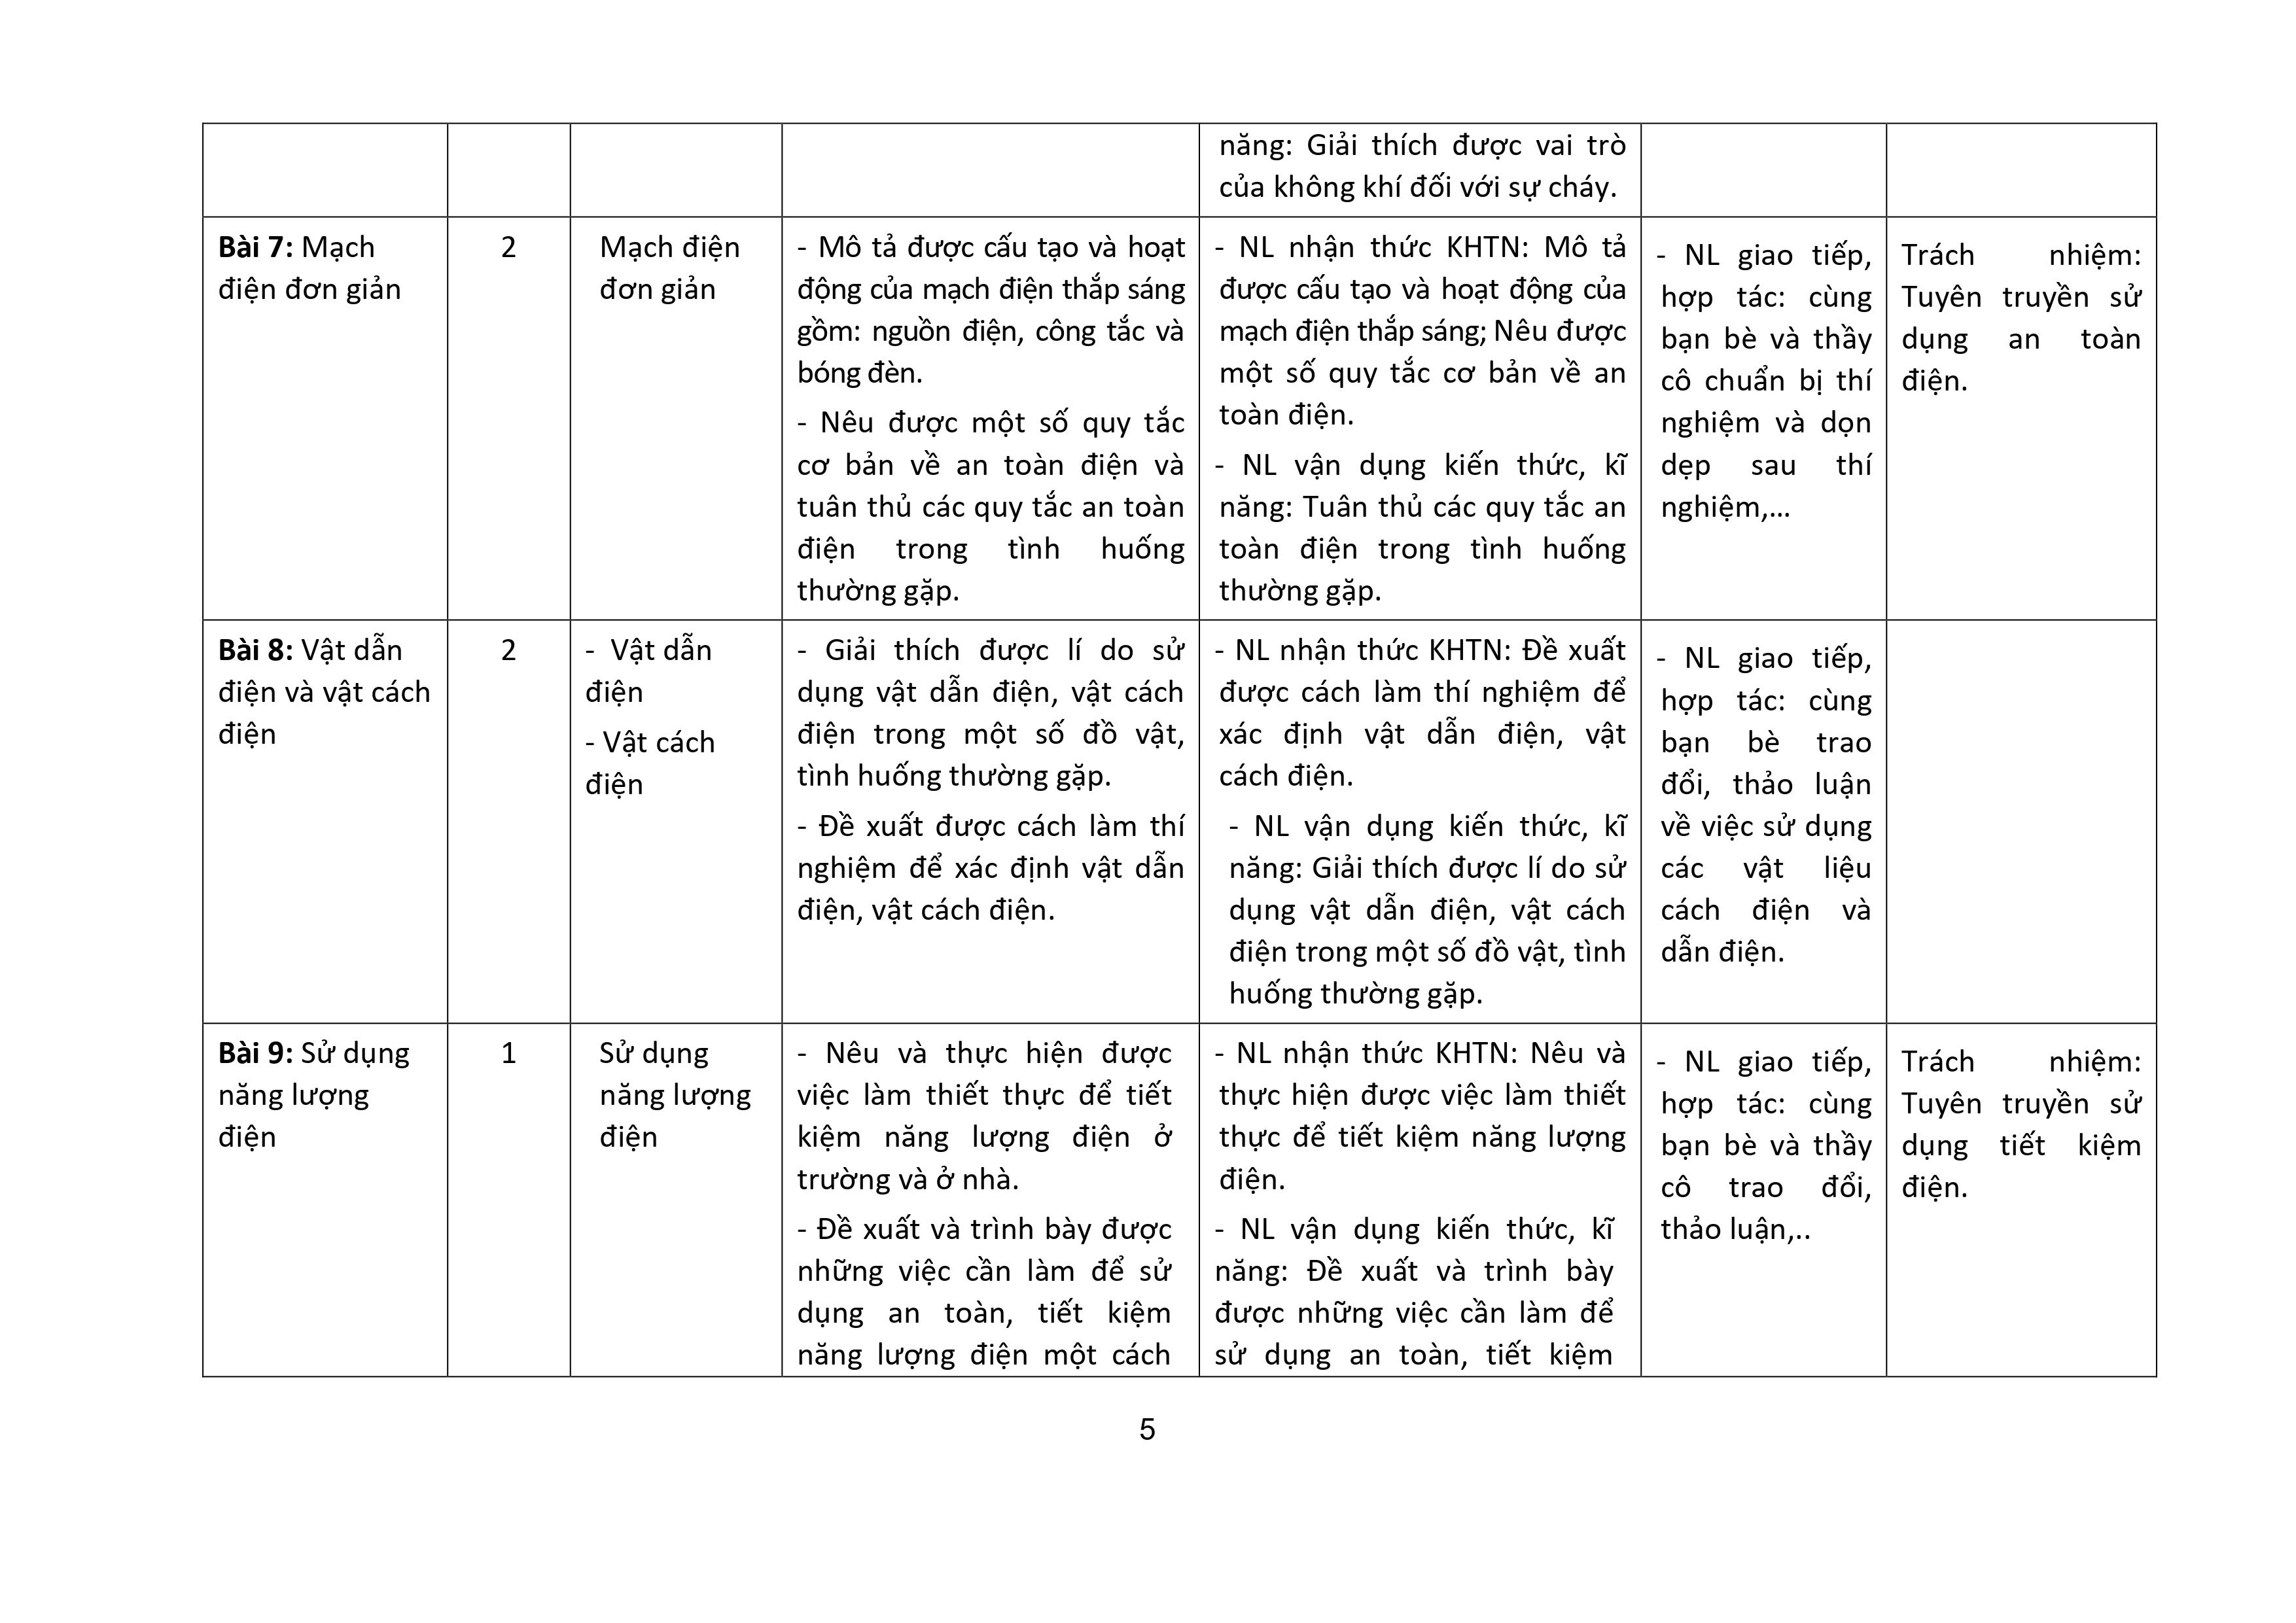 năng: Giải thích được vai trò
của không khí đối với sự cháy.
Bài 7: Mạch
điện đơn giản
2
Mạch điện
đơn giản
- Mô tả được cấu tạo và hoạt
động của mạch điện thắp sáng
gồm: nguồn điện, công tắc và
bóng đèn.
- Nêu được một số quy tắc
cơ bản về an toàn điện và
tuân thủ các quy tắc an toàn
điện trong tình huống
thường gặp.
- NL nhận thức KHTN: Mô tả
được cấu tạo và hoạt động của
mạch điện thắp sáng; Nêu được
một số quy tắc cơ bản về an
toàn điện.
- NL vận dụng kiến thức, kĩ
năng: Tuân thủ các quy tắc an
toàn điện trong tình huống
thường gặp.
- NL giao tiếp,
hợp tác: cùng
bạn bè và thầy
cô chuẩn bị thí
nghiệm và dọn
dẹp sau thí
nghiệm,...
Trách nhiệm:
Tuyên truyền sử
dụng an toàn
điện.
Bài 8: Vật dẫn
điện và vật cách
điện
2
- Vật dẫn
điện
- Vật cách
điện
- Giải thích được lí do sử
dụng vật dẫn điện, vật cách
điện trong một số đồ vật,
tình huống thường gặp.
- Đề xuất được cách làm thí
nghiệm để xác định vật dẫn
điện, vật cách điện.
- NL nhận thức KHTN: Đề xuất
được cách làm thí nghiệm để
xác định vật dẫn điện, vật
cách điện.
- NL vận dụng kiến thức, kĩ
năng: Giải thích được lí do sử
dụng vật dẫn điện, vật cách
điện trong một số đồ vật, tình
huống thường gặp.
- NL giao tiếp,
hợp tác: cùng
bạn bè trao
đổi, thảo luận
về việc sử dụng
các vật liệu
cách điện và
dẫn điện.
Bài 9: Sử dụng
năng lượng
điện
1
Sử dụng
năng lượng
điện
- Nêu và thực hiện được
việc làm thiết thực để tiết
kiệm năng lượng điện ở
trường và ở nhà.
- Đề xuất và trình bày được
những việc cần làm để sử
dụng an toàn, tiết kiệm
năng lượng điện một cách
- NL nhận thức KHTN: Nêu và
thực hiện được việc làm thiết
thực để tiết kiệm năng lượng
điện.
- NL vận dụng kiến thức, kĩ
năng: Đề xuất và trình bày
được những việc cần làm để
sử dụng an toàn, tiết kiệm
- NL giao tiếp,
hợp tác: cùng
bạn bè và thầy
cô trao đổi,
thảo luận,..
Trách nhiệm:
Tuyên truyền sử
dụng tiết kiệm
điện.
5